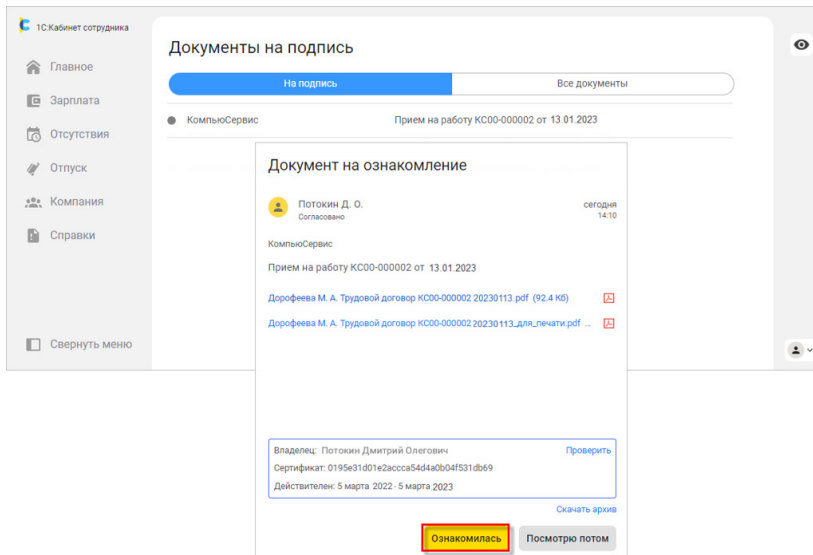 1С:Кабинет сотрудника
Главное
Зарплата
Отсутствия
Отпуск
Компания
Справки
Свернуть меню
Документы на подпись
На подпись
Все документы
КомпьюСервис
Прием на работу КС00-000002 от 13.01.2023
Документ на ознакомление
Потокин Д. О.
Согласовано
сегодня
14:10
КомпьюСервис
Прием на работу КС00-000002 от 13.01.2023
Дорофеева М. А. Трудовой договор КС00-000002 20230113.pdf (92.4 Кб)
Дорофеева М. А. Трудовой договор КС00-000002 20230113_для_печати.pdf ...
Владелец: Потокин Дмитрий Олегович
Проверить
Сертификат: 0195e31d01e2accca54d4a0b04f531db69
Действителен: 5 марта 2022 - 5 марта 2023
Скачать архив
Ознакомилась
Посмотрю потом